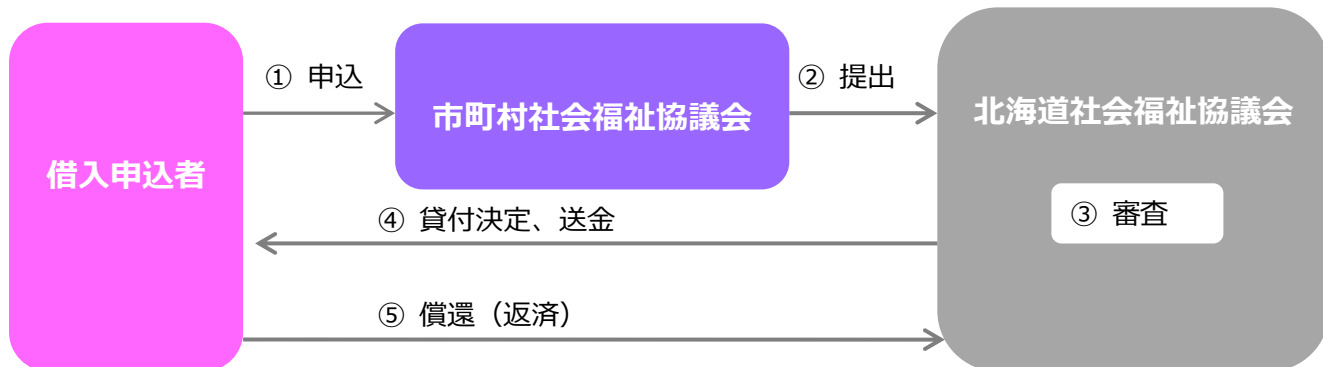 ① 申込
② 提出
市町村社会福祉協議会
北海道社会福祉協議会
借入申込者
③ 審査
④ 貸付決定、送金
⑤ 償還（返済）